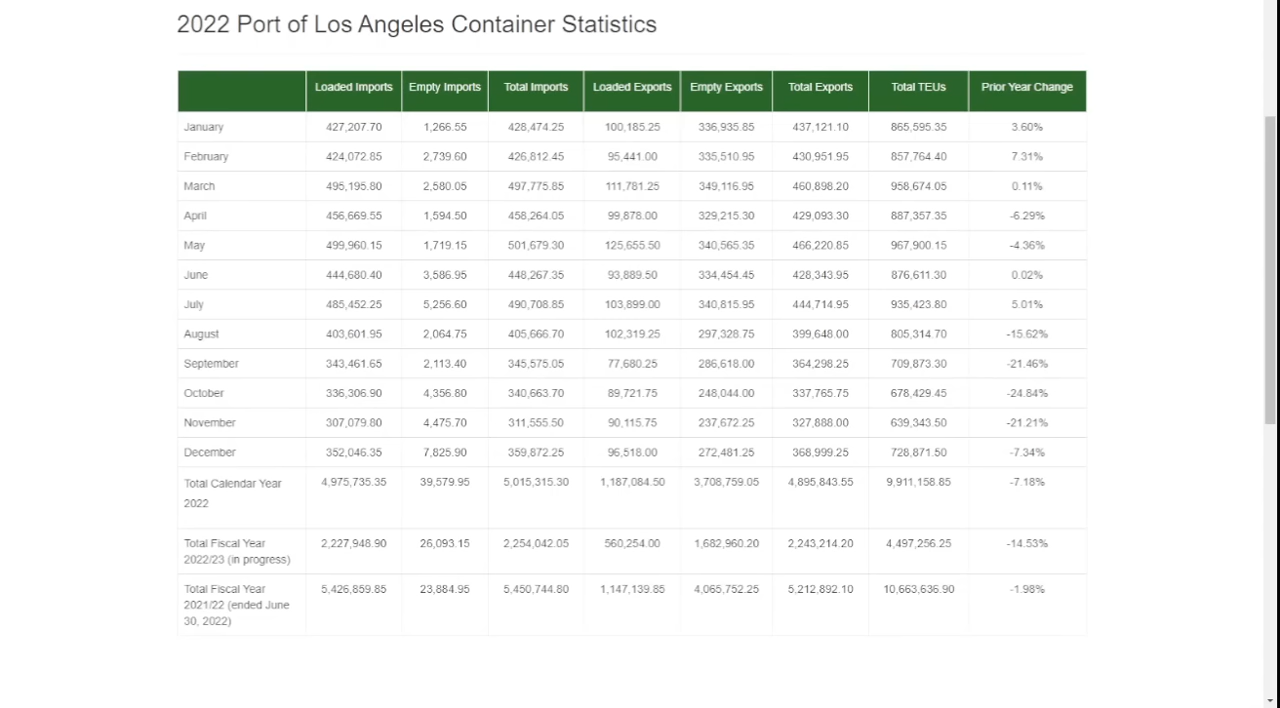 2022 Port of Los Angeles Container Statistics
Loaded Imports Empty Imports Total Imports Loaded Exports Empty Exports Total Exports Total TEUs Prior Year Change
January 427,207.70 1,266.55 428,474.25 100,185.25 336,935.85 437,121.10 865,595.35 3.60%
February 424,072.85 2,739.60 426,812.45 95,441.00 335,510.95 430,951.95 857,764.40 7.31%
March 495,195.80 2,580.05 497,775.85 111,781.25 349,116.95 460,898.20 958,674.05 0.11%
April 456,669.55 1,594.50 458,264.05 99,878.00 329,215.30 429,093.30 887,357.35 -6.29%
May 499,960.15 1,719.15 501,679.30 125,655.50 340,565.35 466,220.85 967,900.15 -4.36%
June 444,680.40 3,586.95 448,267.35 93,889.50 334,454.45 428,343.95 876,611.30 0.02%
July 485,452.25 5,256.60 490,708.85 103,899.00 340,815.95 444,714.95 935,423.80 5.01%
August 403,601.95 2,064.75 405,666.70 102,319.25 297,328.75 399,648.00 805,314.70 -15.62%
September 343,461.65 2,113.40 345,575.05 77,680.25 286,618.00 364,298.25 709,873.30 -21.46%
October 336,306.90 4,356.80 340,663.70 89,721.75 248,044.00 337,765.75 678,429.45 -24.84%
November 307,079.80 4,475.70 311,555.50 90,115.75 237,672.25 327,888.00 639,343.50 -21.21%
December 352,046.35 7,825.90 359,872.25 96,518.00 272,481.25 368,999.25 728,871.50 -7.34%
Total Calendar Year 4,975,735.35 39,579.95 5,015,315.30 1,187,084.50 3,708,759.05 4,895,843.55 9,911,158.85 -7.18%
2022
Total Fiscal Year 2,227,948.90 26,093.15 2,254,042.05 560,254.00 1,682,960.20 2,243,214.20 4,497,256.25 -14.53%
2022/23 (in progress)
Total Fiscal Year 5,426,859.85 23,884.95 5,450,744.80 1,147,139.85 4,065,752.25 5,212,892.10 10,663,636.90 -1.98%
2021/22 (ended June
30, 2022)